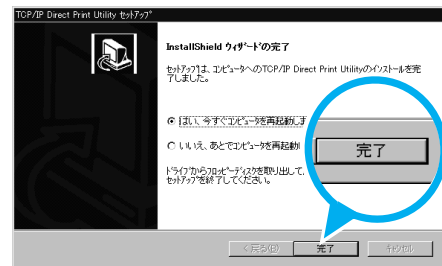 TCP/IP Direct Print Utility ｾｯﾄｱｯﾌﾟ
InstallShield ｳｨｻﾞｰﾄﾞの完了
ｾｯﾄｱｯﾌﾟは、ｺﾝﾋﾟｭｰﾀへのTCP/IP Direct Print Utilityのｲﾝｽﾄｰﾙを完
了しました。
はい、今すぐｺﾝﾋﾟｭｰﾀを再起動しま
いいえ、あとでｺﾝﾋﾟｭｰﾀを再起動
ﾄﾞﾗｲﾌﾞからﾌﾛｯﾋﾟｰﾃﾞｨｽｸを取り出して、
ｾｯﾄｱｯﾌﾟを終了してください。
完了
< 戻る(B)
完了
ｷｬﾝｾﾙ